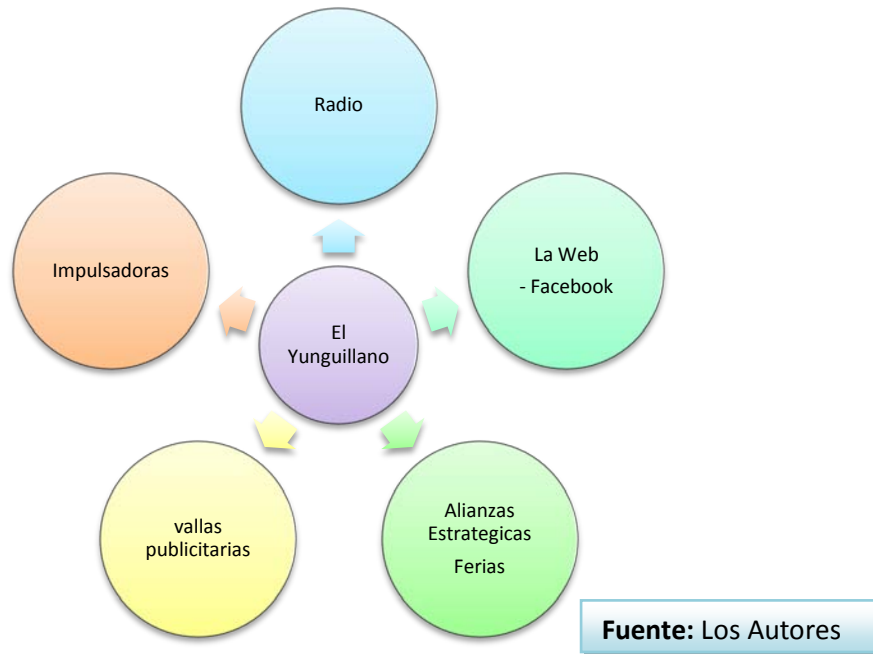 Radio
La Web
- Facebook
Impulsadoras
El
Yunguillano
Alianzas
Estrategicas
Ferias
vallas
publicitarias
Fuente: Los Autores